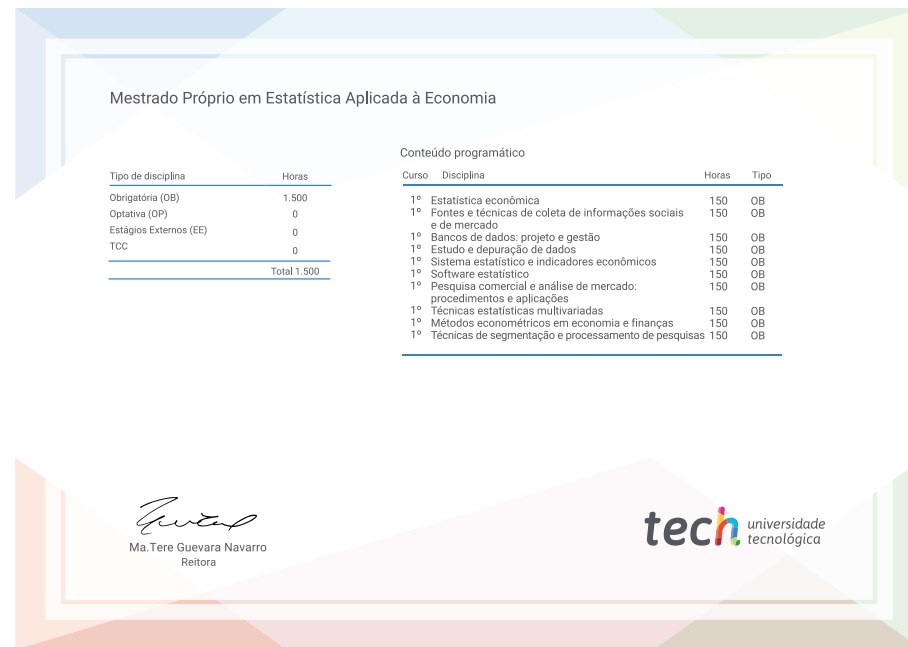 Mestrado Próprio em Estatística Aplicada à Economia
Tipo de disciplina Horas
Obrigatória (OB) 1.500
Optativa (OP) 0
Estágios Externos (EE) 0
TCC 0
Total 1.500
Conteúdo programático
Curso Disciplina Horas Tipo
1º Estatística econômica 150 OB
1º Fontes e técnicas de coleta de informações sociais 150 OB
e de mercado
1º Bancos de dados: projeto e gestão 150 OB
1º Estudo e depuração de dados 150 OB
1º Sistema estatístico e indicadores econômicos 150 OB
1º Software estatístico 150 OB
1º Pesquisa comercial e análise de mercado: 150 OB
procedimentos e aplicações
1º Técnicas estatísticas multivariadas 150 OB
1º Métodos econométricos em economia e finanças 150 OB
1º Técnicas de segmentação e processamento de pesquisas 150 OB
Ma.Tere Guevara Navarro
Reitora
tech universidade
tecnológica